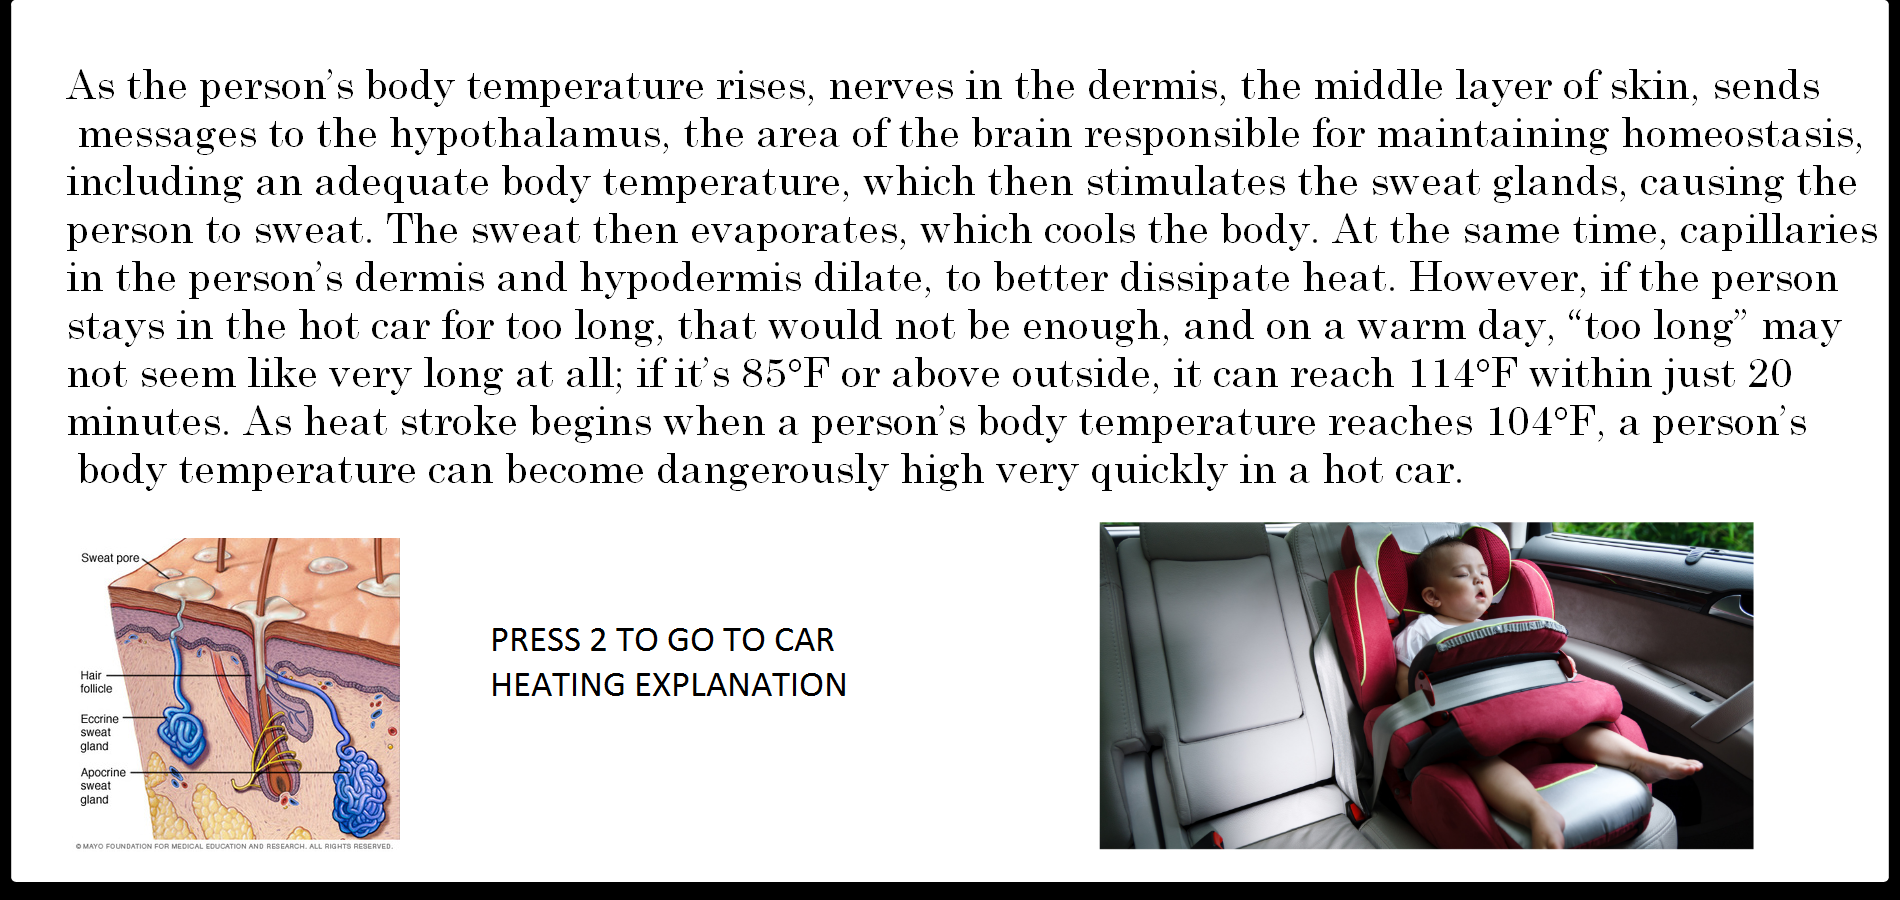 As the person’s body temperature rises, nerves in the dermis, the middle layer of skin, sends
messages to the hypothalamus, the area of the brain responsible for maintaining homeostasis,
including an adequate body temperature, which then stimulates the sweat glands, causing the
person to sweat. The sweat then evaporates, which cools the body. At the same time, capillaries
in the person’s dermis and hypodermis dilate, to better dissipate heat. However, if the person
stays in the hot car for too long, that would not be enough, and on a warm day, “too long” may
not seem like very long at all; if it’s 85°F or above outside, it can reach 114°F within just 20
minutes. As heat stroke begins when a person’s body temperature reaches 104°F, a person’s
body temperature can become dangerously high very quickly in a hot car.
Sweat pore
Hair
follicle
Eccrine
sweat
gland
Apocrine
sweat
gland
© MAYO FOUNDATION FOR MEDICAL EDUCATION AND RESEARCH. ALL RIGHTS RESERVED.
PRESS 2 TO GO TO CAR
HEATING EXPLANATION